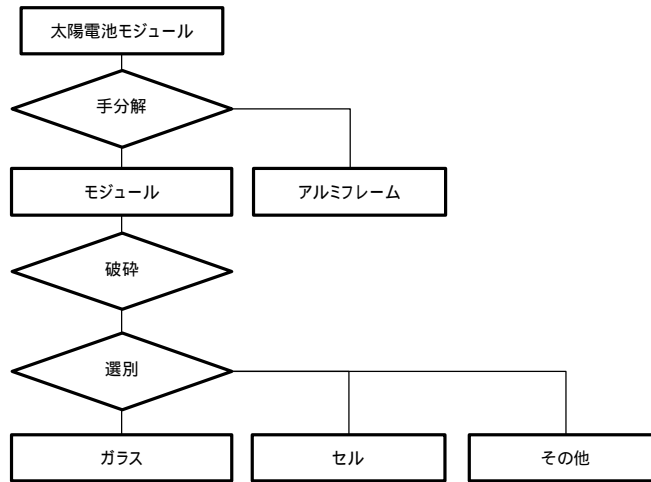 太陽電池モジュール
手分解
モジュール
アルミフレーム
破砕
選別
ガラス
セル
その他